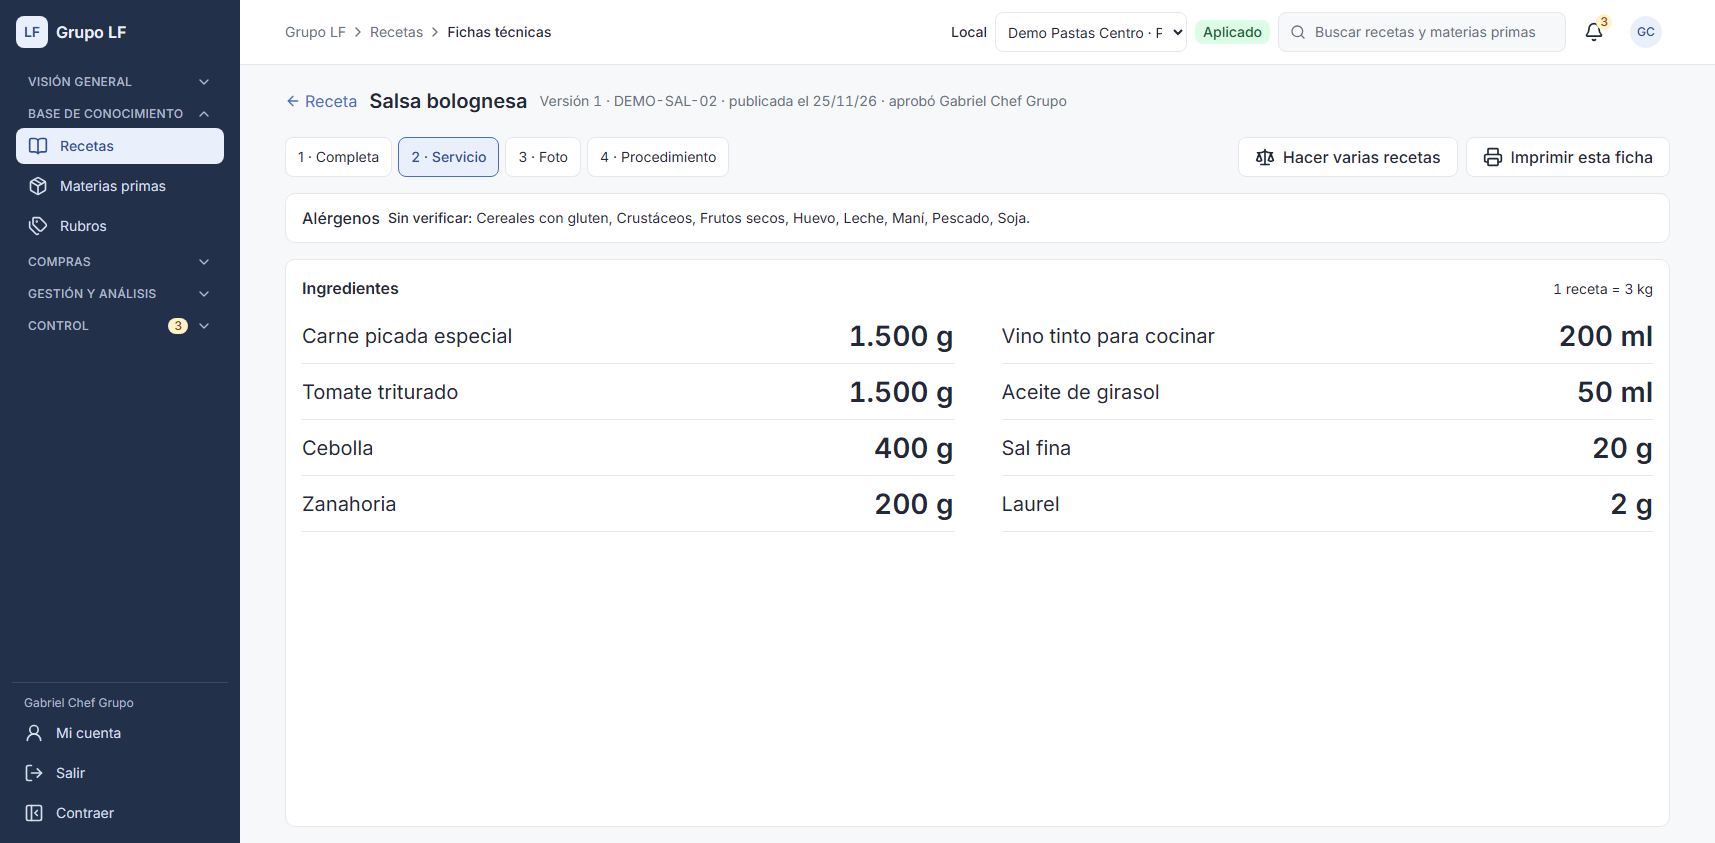 LF Grupo LF
VISIÓN GENERAL
BASE DE CONOCIMIENTO
Recetas
Materias primas
Rubros
COMPRAS
GESTIÓN Y ANÁLISIS
CONTROL 3
Gabriel Chef Grupo
Mi cuenta
Salir
Contraer
Grupo LF > Recetas > Fichas técnicas
Local Demo Pastas Centro · P Aplicado Buscar recetas y materias primas 3 GC
← Receta Salsa bolognesa Versión 1 · DEMO-SAL-02 · publicada el 25/11/26 · aprobó Gabriel Chef Grupo
1 · Completa 2 · Servicio 3 · Foto 4 · Procedimiento Hacer varias recetas Imprimir esta ficha
Alérgenos Sin verificar: Cereales con gluten, Crustáceos, Frutos secos, Huevo, Leche, Maní, Pescado, Soja.
Ingredientes 1 receta = 3 kg
Carne picada especial 1.500 g
Tomate triturado 1.500 g
Cebolla 400 g
Zanahoria 200 g
Vino tinto para cocinar 200 ml
Aceite de girasol 50 ml
Sal fina 20 g
Laurel 2 g